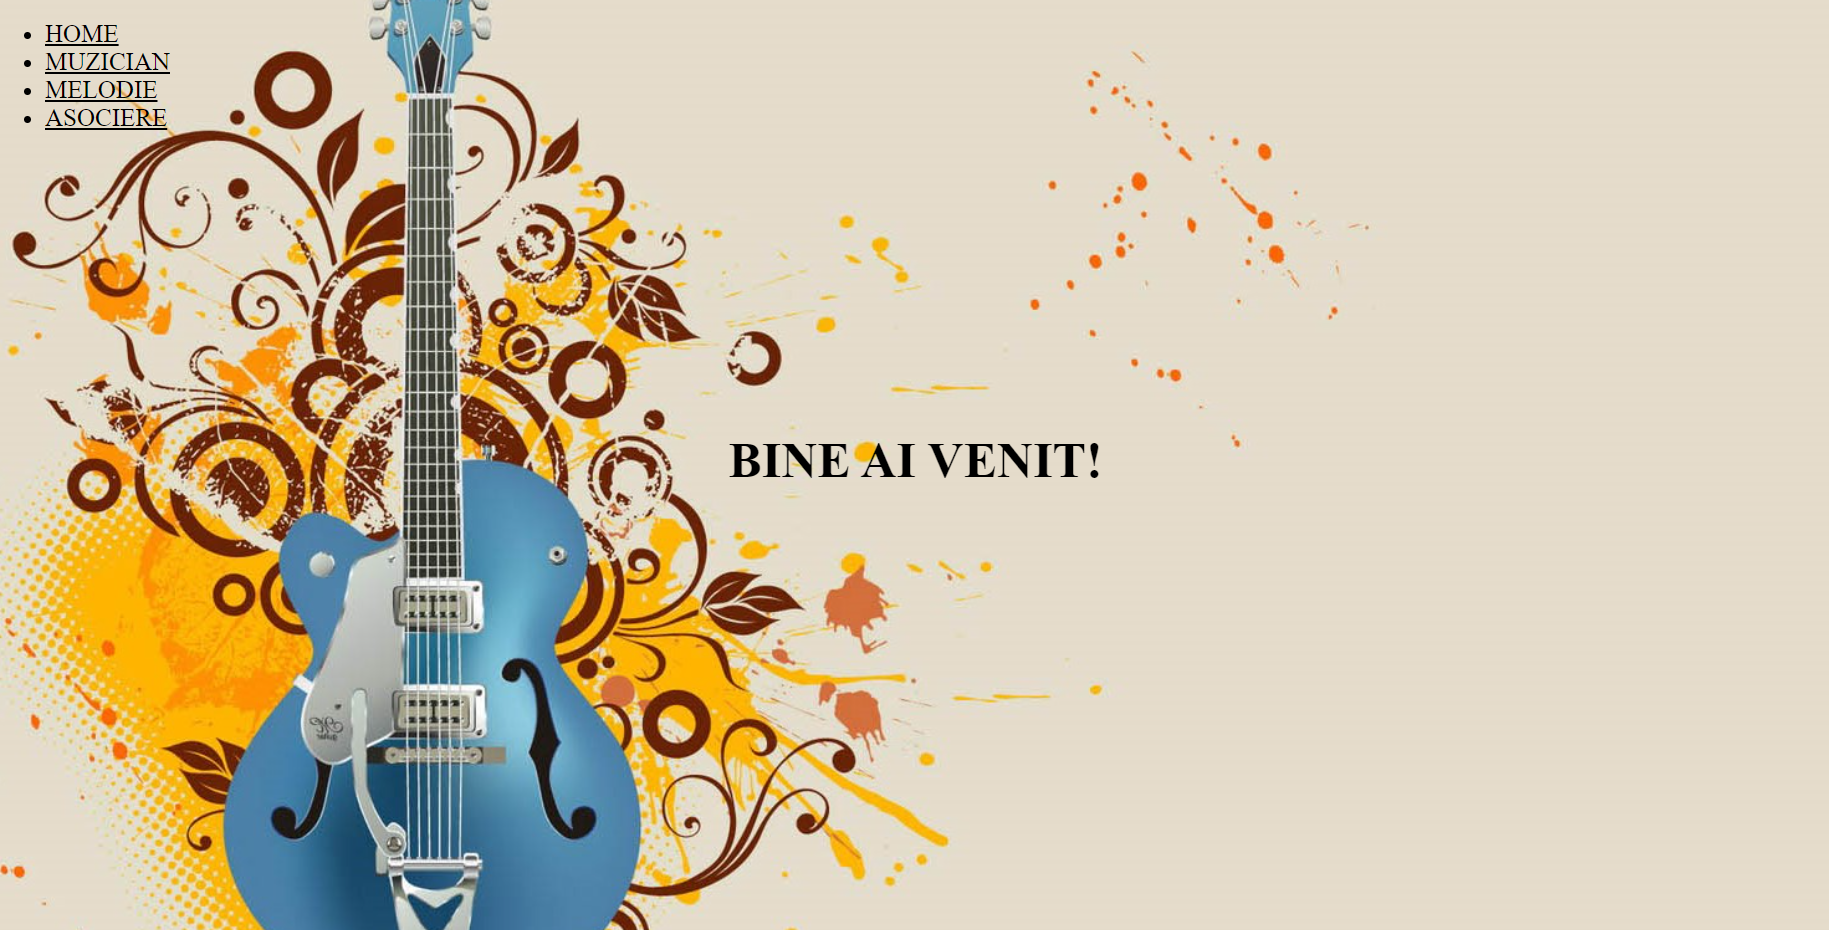 HOME
MUZICIAN
MELODIE
ASOCIERE
BINE AI VENIT!